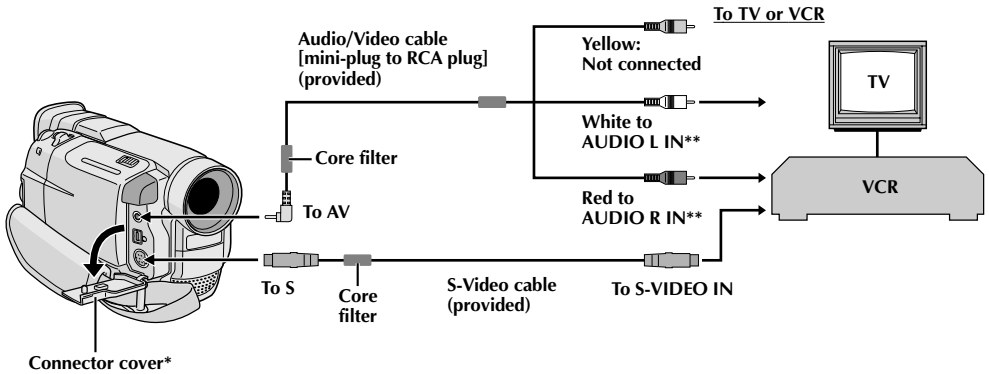 To TV or VCR
Audio/Video cable
[mini-plug to RCA plug]
(provided)
Yellow:
Not connected
TV
White to
AUDIO L IN**
Core filter
VCR
Red to
AUDIO R IN**
To AV
To S
Core
filter
S-Video cable
(provided)
To S-VIDEO IN
Connector cover*